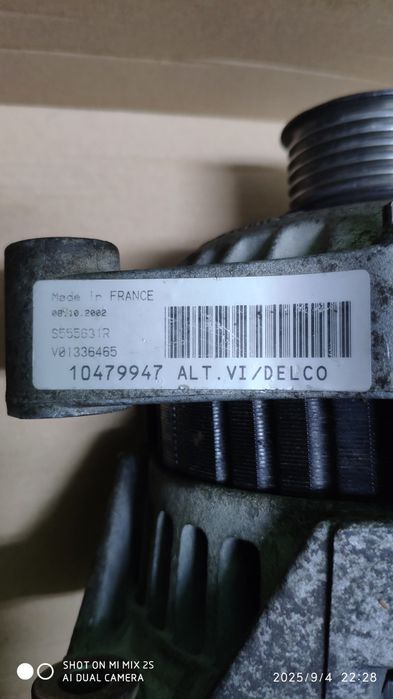 Made in FRANCE
08.10.2002
S555631R
V01336465
10479947 ALT.VI/DELCO
SHOT ON MI MIX 2S
AI DUAL CAMERA
2025/9/4 22:28